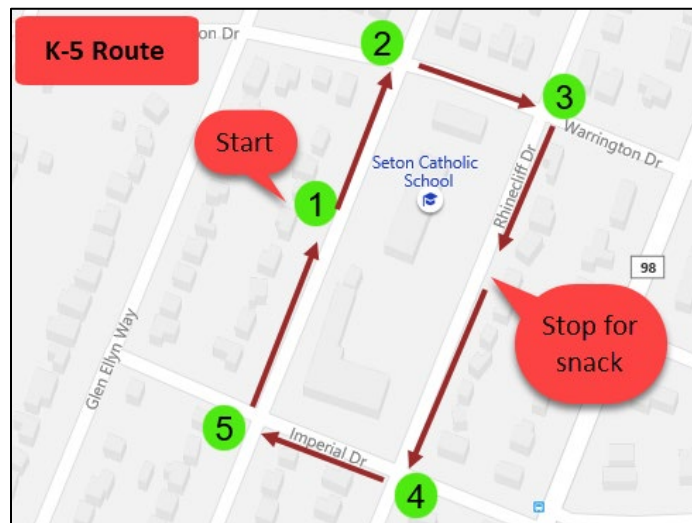 K-5 Route
on Dr
2
3
Start
Warrington Dr
Seton Catholic
School
1
Rhinecliff Dr
98
Stop for
snack
Glen Ellyn Way
5
Imperial Dr
4